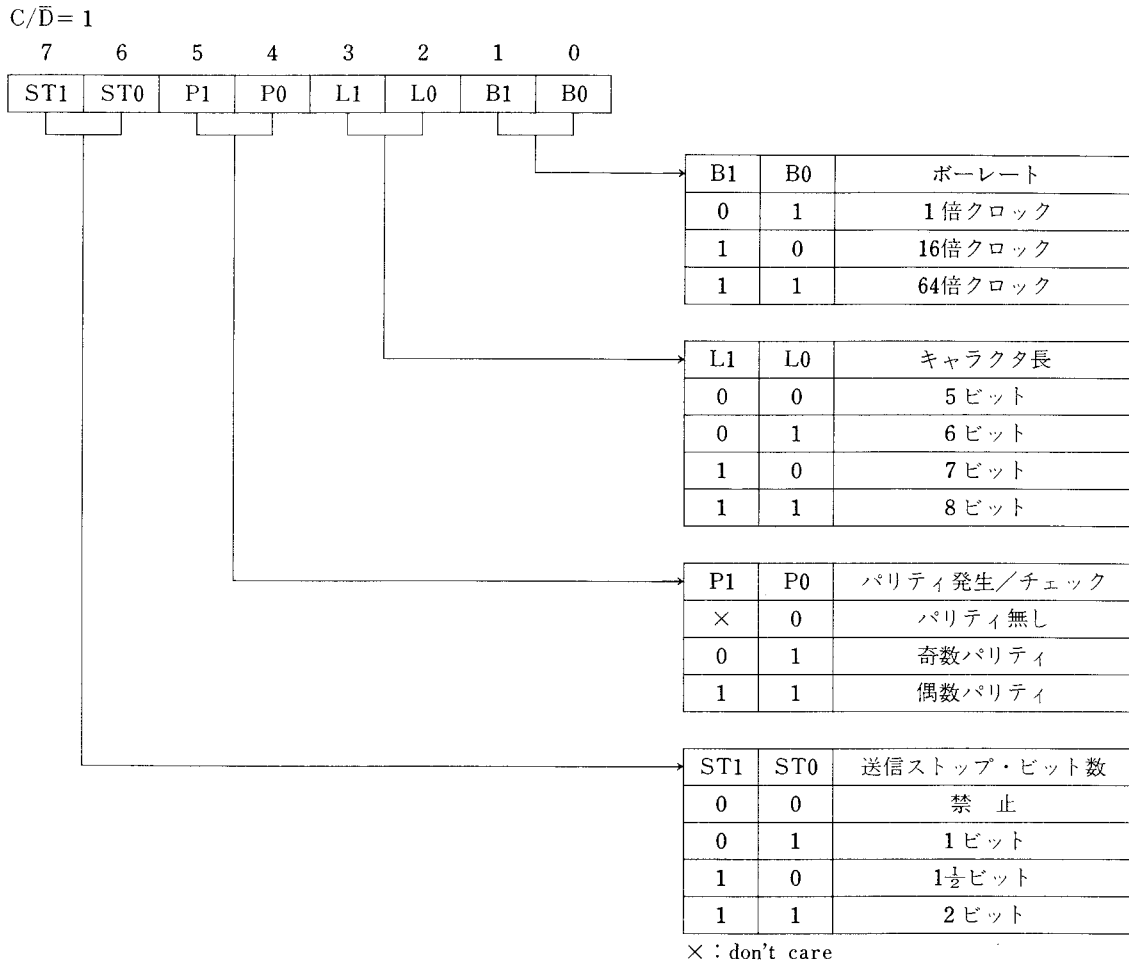 C/D̄= 1
7 6 5 4 3 2 1 0
ST1 ST0 P1 P0 L1 L0 B1 B0
B1 B0 ボーレート
0 1 1倍クロック
1 0 16倍クロック
1 1 64倍クロック
L1 L0 キャラクタ長
0 0 5ビット
0 1 6ビット
1 0 7ビット
1 1 8ビット
P1 P0 パリティ発生/チェック
× 0 パリティ無し
0 1 奇数パリティ
1 1 偶数パリティ
ST1 ST0 送信ストップ・ビット数
0 0 禁 止
0 1 1ビット
1 0 1½ビット
1 1 2ビット
×:don't care